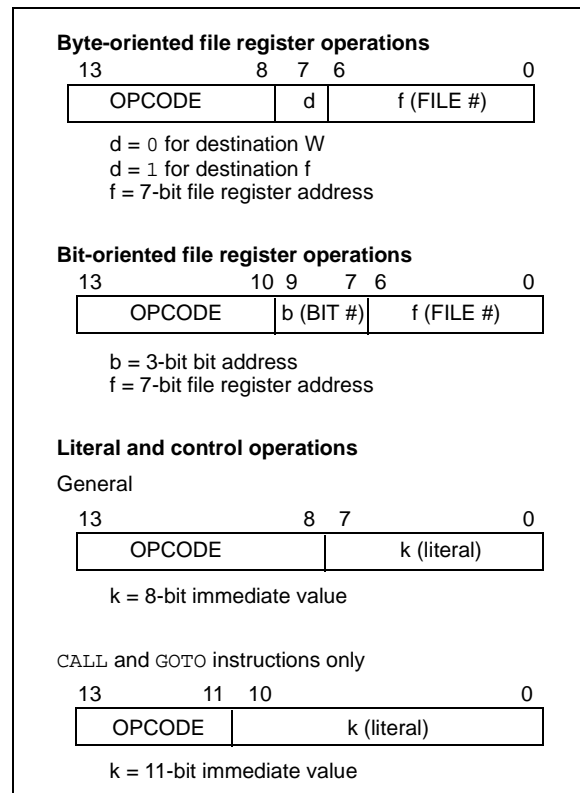 Byte-oriented file register operations
13 8 7 6 0
OPCODE d f (FILE #)
d = 0 for destination W
d = 1 for destination f
f = 7-bit file register address
Bit-oriented file register operations
13 10 9 7 6 0
OPCODE b (BIT #) f (FILE #)
b = 3-bit bit address
f = 7-bit file register address
Literal and control operations
General
13 8 7 0
OPCODE k (literal)
k = 8-bit immediate value
CALL and GOTO instructions only
13 11 10 0
OPCODE k (literal)
k = 11-bit immediate value